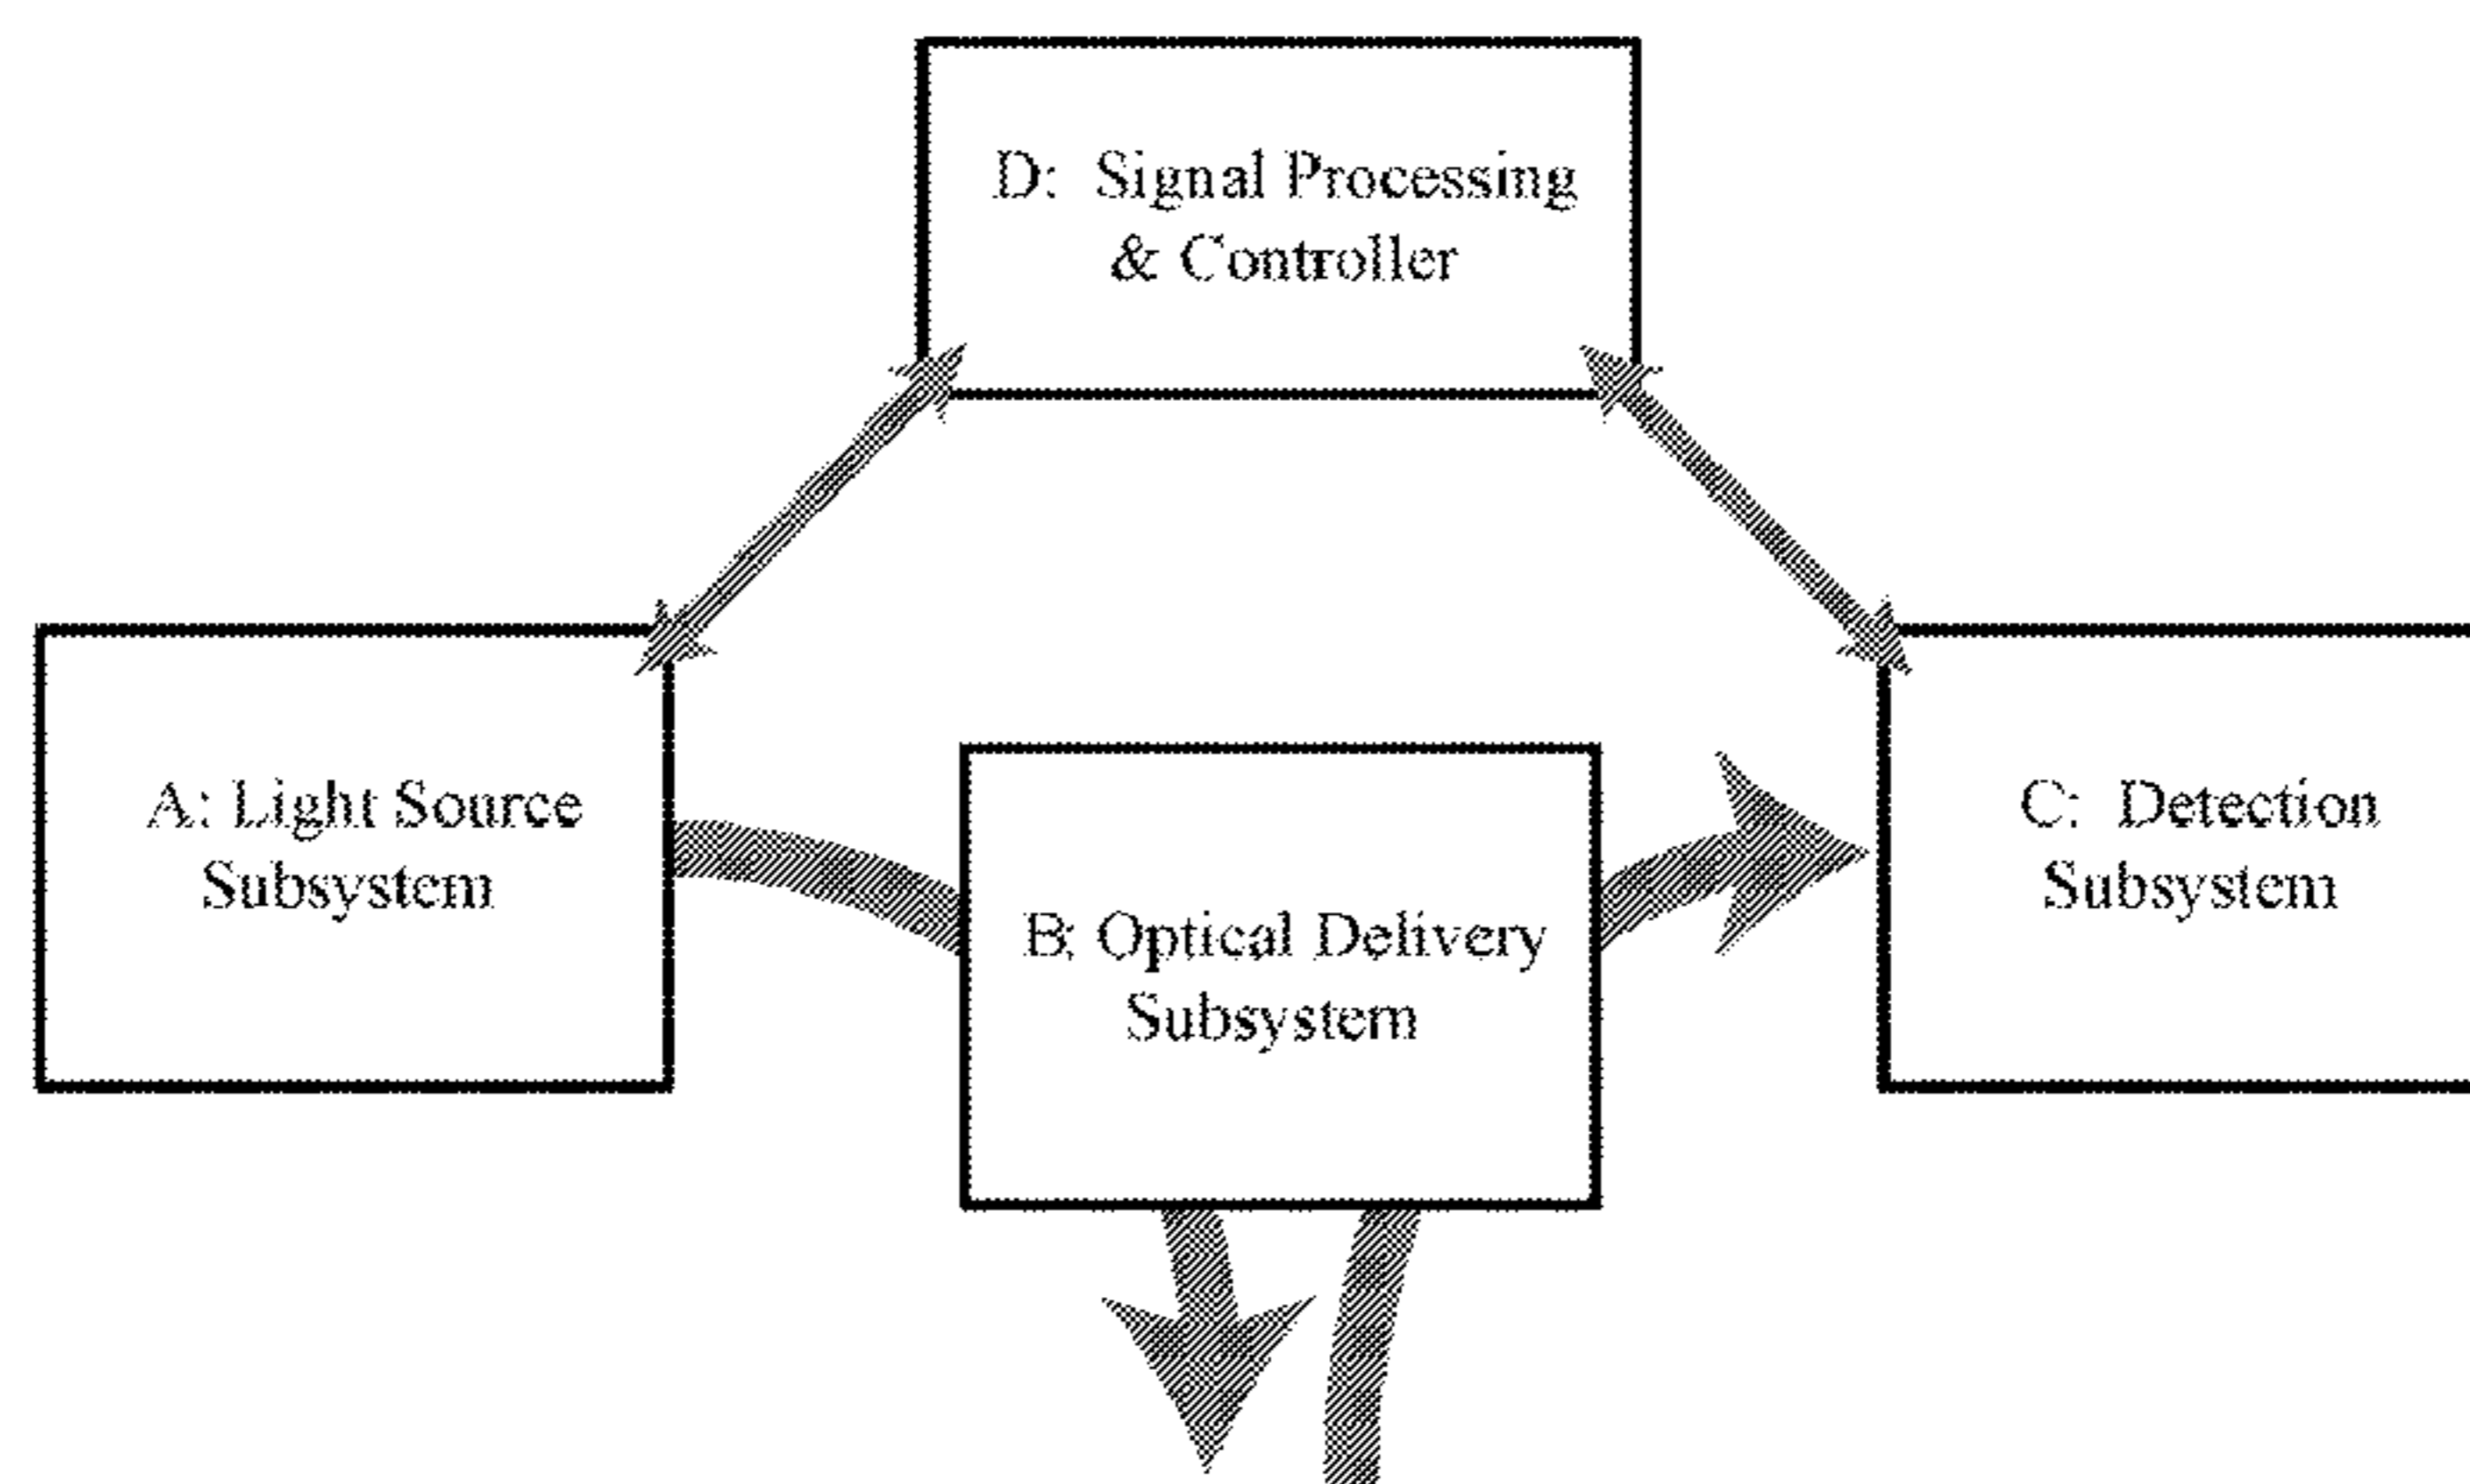 D: Signal Processing
& Controller
A: Light Source
Subsystem
B: Optical Delivery
Subsystem
C: Detection
Subsystem